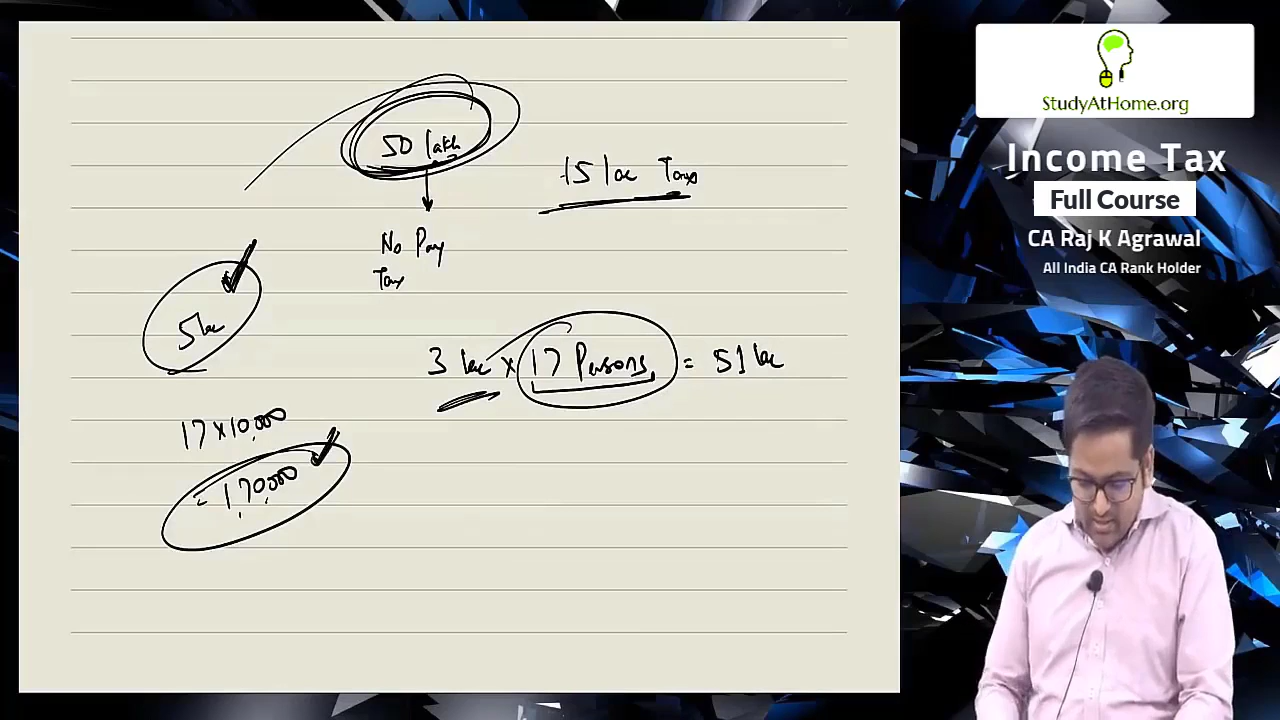 50 lakh
15 lac Tax
No Pay
Tax
5 lac
3 lac × 17 Persons = 51 lac
17 × 10,000
= 1,70,000
StudyAtHome.org
Income Tax
Full Course
CA Raj K Agrawal
All India CA Rank Holder